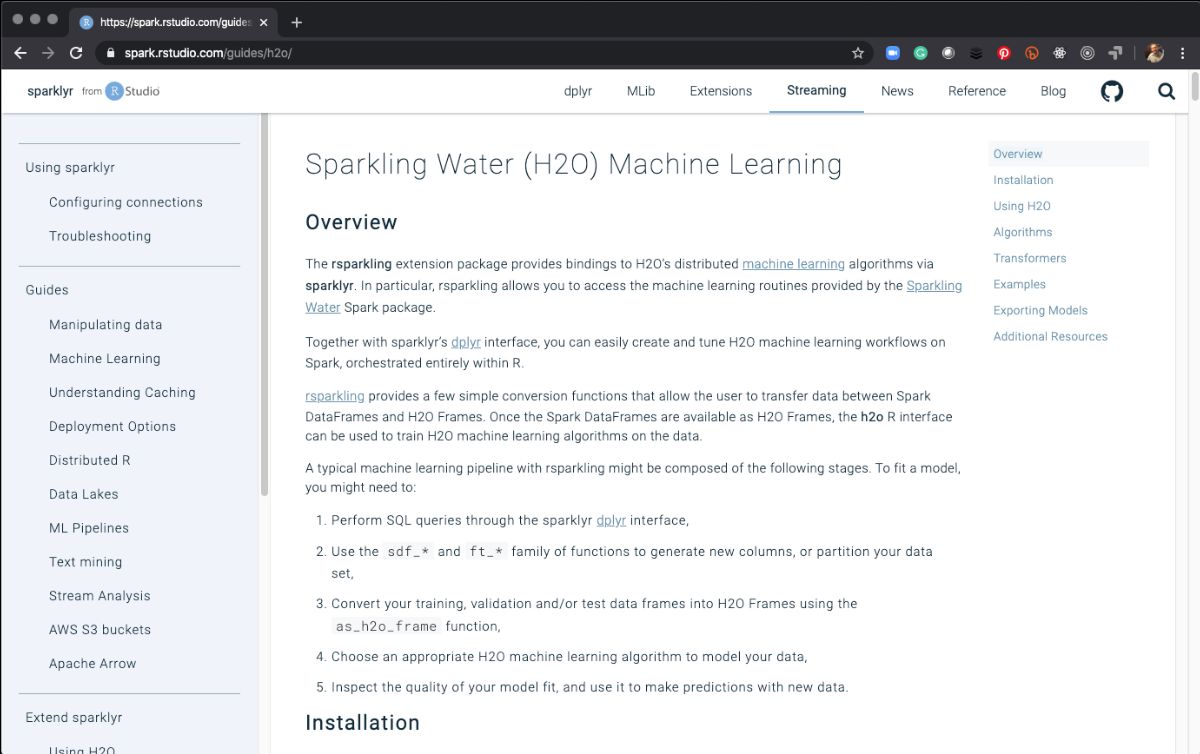 https://spark.rstudio.com/guides
spark.rstudio.com/guides/h2o/
sparklyr from R Studio
dplyr MLib Extensions Streaming News Reference Blog
Using sparklyr
Configuring connections
Troubleshooting
Guides
Manipulating data
Machine Learning
Understanding Caching
Deployment Options
Distributed R
Data Lakes
ML Pipelines
Text mining
Stream Analysis
AWS S3 buckets
Apache Arrow
Extend sparklyr
Using H2O
Sparkling Water (H2O) Machine Learning
Overview
The rsparkling extension package provides bindings to H2O's distributed machine learning algorithms via
sparklyr. In particular, rsparkling allows you to access the machine learning routines provided by the Sparkling
Water Spark package.
Together with sparklyr's dplyr interface, you can easily create and tune H2O machine learning workflows on
Spark, orchestrated entirely within R.
rsparkling provides a few simple conversion functions that allow the user to transfer data between Spark
DataFrames and H2O Frames. Once the Spark DataFrames are available as H2O Frames, the h2o R interface
can be used to train H2O machine learning algorithms on the data.
A typical machine learning pipeline with rsparkling might be composed of the following stages. To fit a model,
you might need to:
1. Perform SQL queries through the sparklyr dplyr interface,
2. Use the sdf_* and ft_* family of functions to generate new columns, or partition your data
set,
3. Convert your training, validation and/or test data frames into H2O Frames using the
as_h2o_frame function,
4. Choose an appropriate H2O machine learning algorithm to model your data,
5. Inspect the quality of your model fit, and use it to make predictions with new data.
Installation
Overview
Installation
Using H2O
Algorithms
Transformers
Examples
Exporting Models
Additional Resources